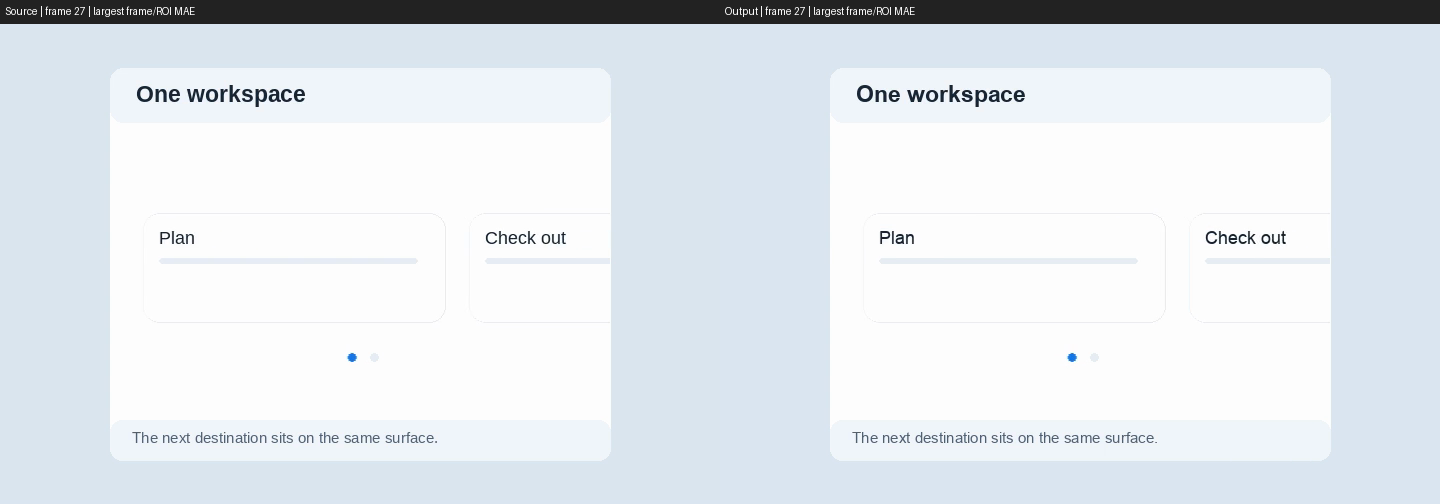 Source | frame 27 | largest frame/ROI MAE
Output | frame 27 | largest frame/ROI MAE
One workspace
Plan
Check out
The next destination sits on the same surface.
One workspace
Plan
Check out
The next destination sits on the same surface.